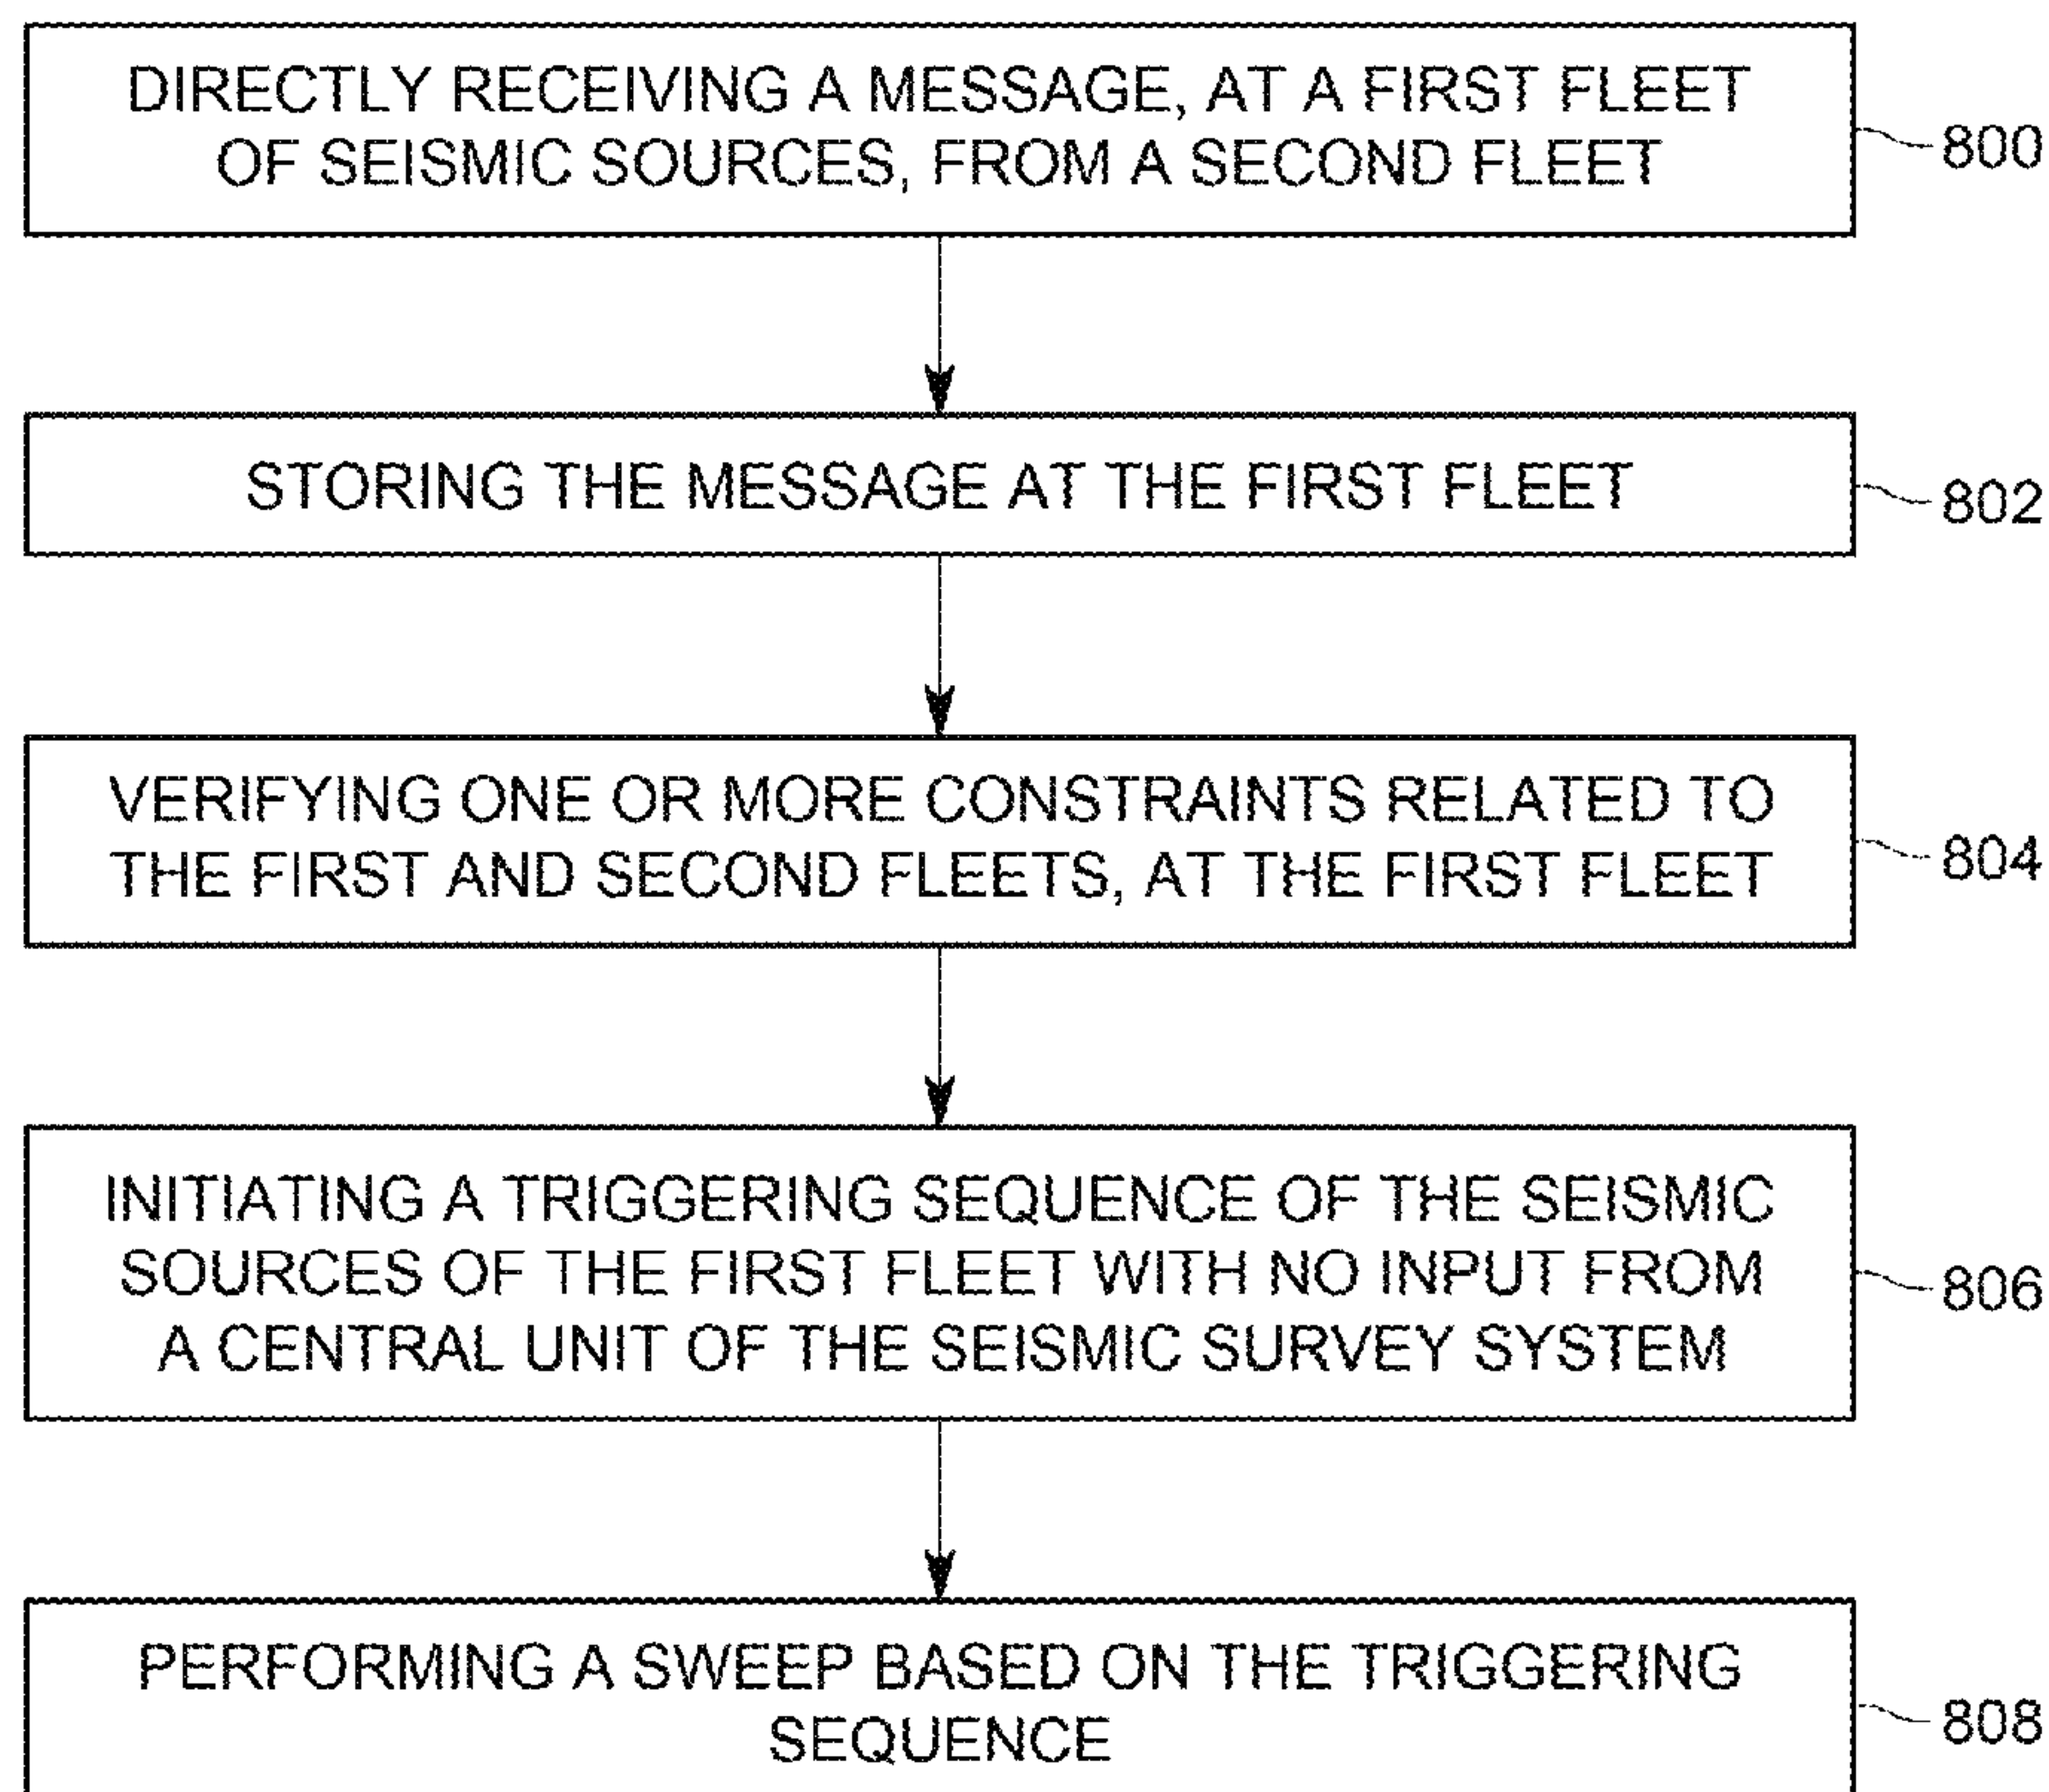 DIRECTLY RECEIVING A MESSAGE, AT A FIRST FLEET
OF SEISMIC SOURCES, FROM A SECOND FLEET
800
STORING THE MESSAGE AT THE FIRST FLEET
802
VERIFYING ONE OR MORE CONSTRAINTS RELATED TO
THE FIRST AND SECOND FLEETS, AT THE FIRST FLEET
804
INITIATING A TRIGGERING SEQUENCE OF THE SEISMIC
SOURCES OF THE FIRST FLEET WITH NO INPUT FROM
A CENTRAL UNIT OF THE SEISMIC SURVEY SYSTEM
806
PERFORMING A SWEEP BASED ON THE TRIGGERING
SEQUENCE
808